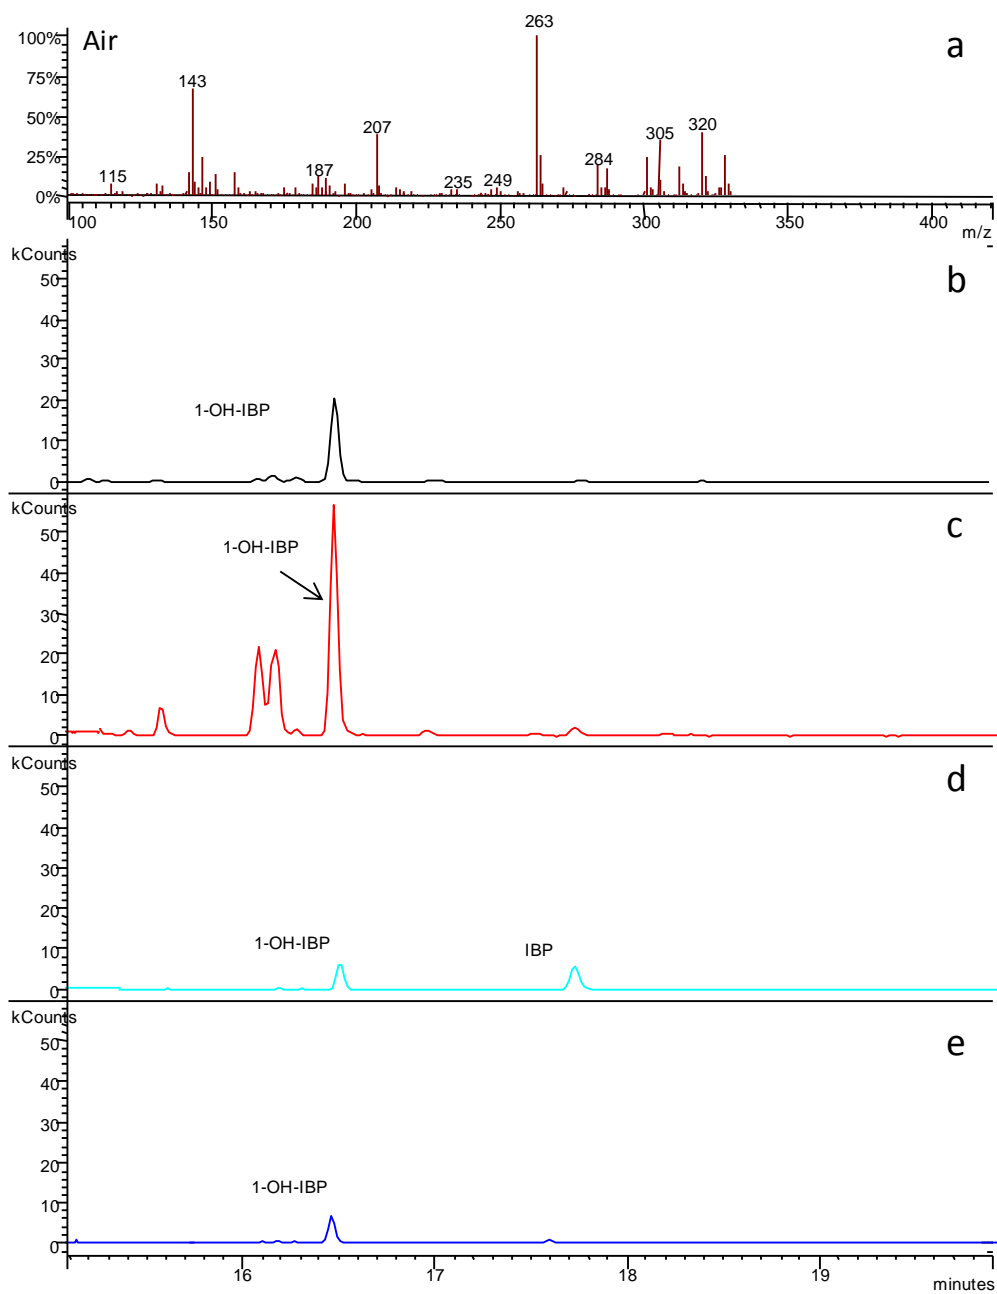 263
100%
Air
a
75%
143
50%
207
305
320
25%
187
284
115
235
249
0%
100
150
200
250
300
350
400
m/z
kCounts
b
50
40
30
20
1-OH-IBP
10
0
kCounts
c
50
1-OH-IBP
40
30
20
10
0
kCounts
d
50
40
30
20
1-OH-IBP
IBP
10
0
kCounts
e
50
40
30
20
1-OH-IBP
10
0
16
17
18
19
minutes